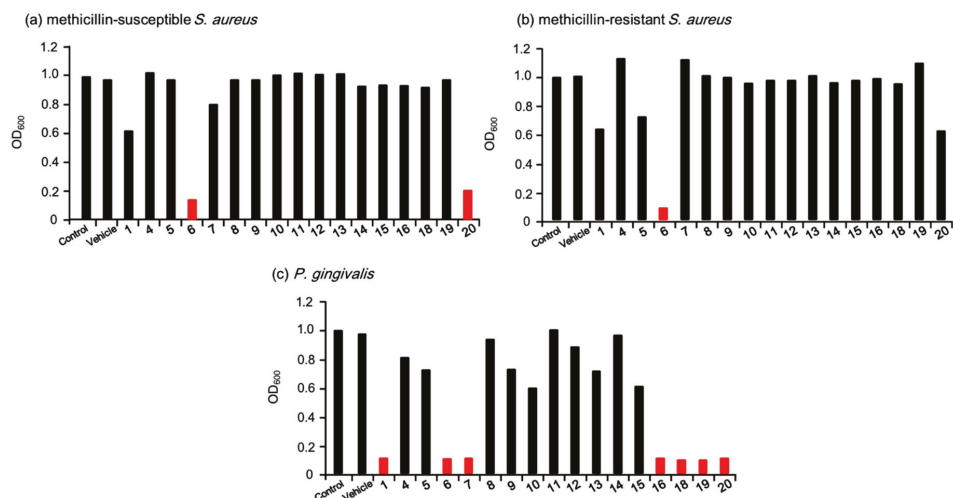 (a) methicillin-susceptible S. aureus
1.2
1.0
0.8
0.6
0.4
0.2
0
OD600
Control Vehicle 1 4 5 6 7 8 9 10 11 12 13 14 15 16 18 19 20
(b) methicillin-resistant S. aureus
1.2
1.0
0.8
0.6
0.4
0.2
0
OD600
Control Vehicle 1 4 5 6 7 8 9 10 11 12 13 14 15 16 18 19 20
(c) P. gingivalis
1.2
1.0
0.8
0.6
0.4
0.2
0
OD600
Control Vehicle 1 4 5 6 7 8 9 10 11 12 13 14 15 16 18 19 20